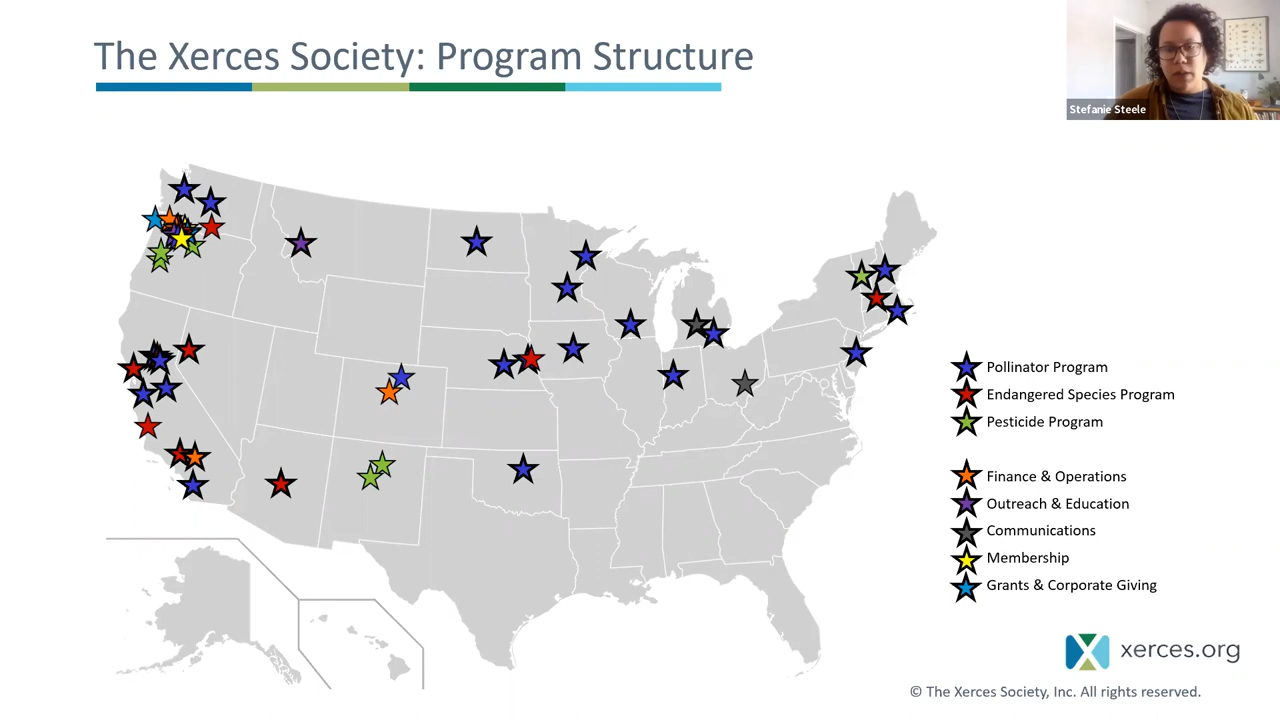 The Xerces Society: Program Structure
Stefanie Steele
Pollinator Program
Endangered Species Program
Pesticide Program
Finance & Operations
Outreach & Education
Communications
Membership
Grants & Corporate Giving
xerces.org
© The Xerces Society, Inc. All rights reserved.